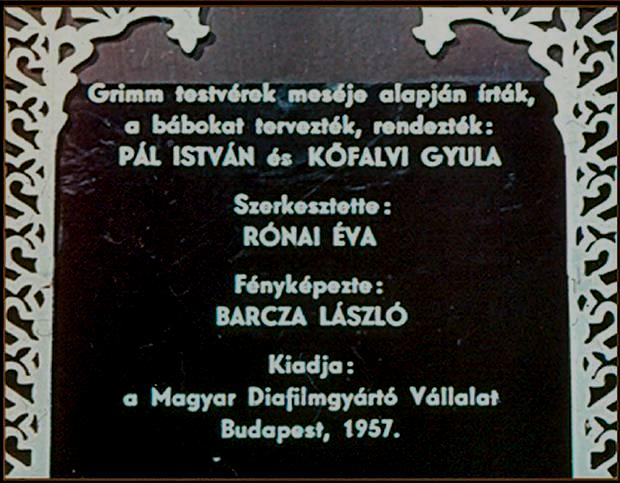 Grimm testvérek meséje alapján írták,
a bábokat tervezték, rendezték:
PÁL ISTVÁN és KŐFALVI GYULA
Szerkesztette:
RÓNAI ÉVA
Fényképezte:
BARCZA LÁSZLÓ
Kiadja:
a Magyar Diafilmgyártó Vállalat
Budapest, 1957.